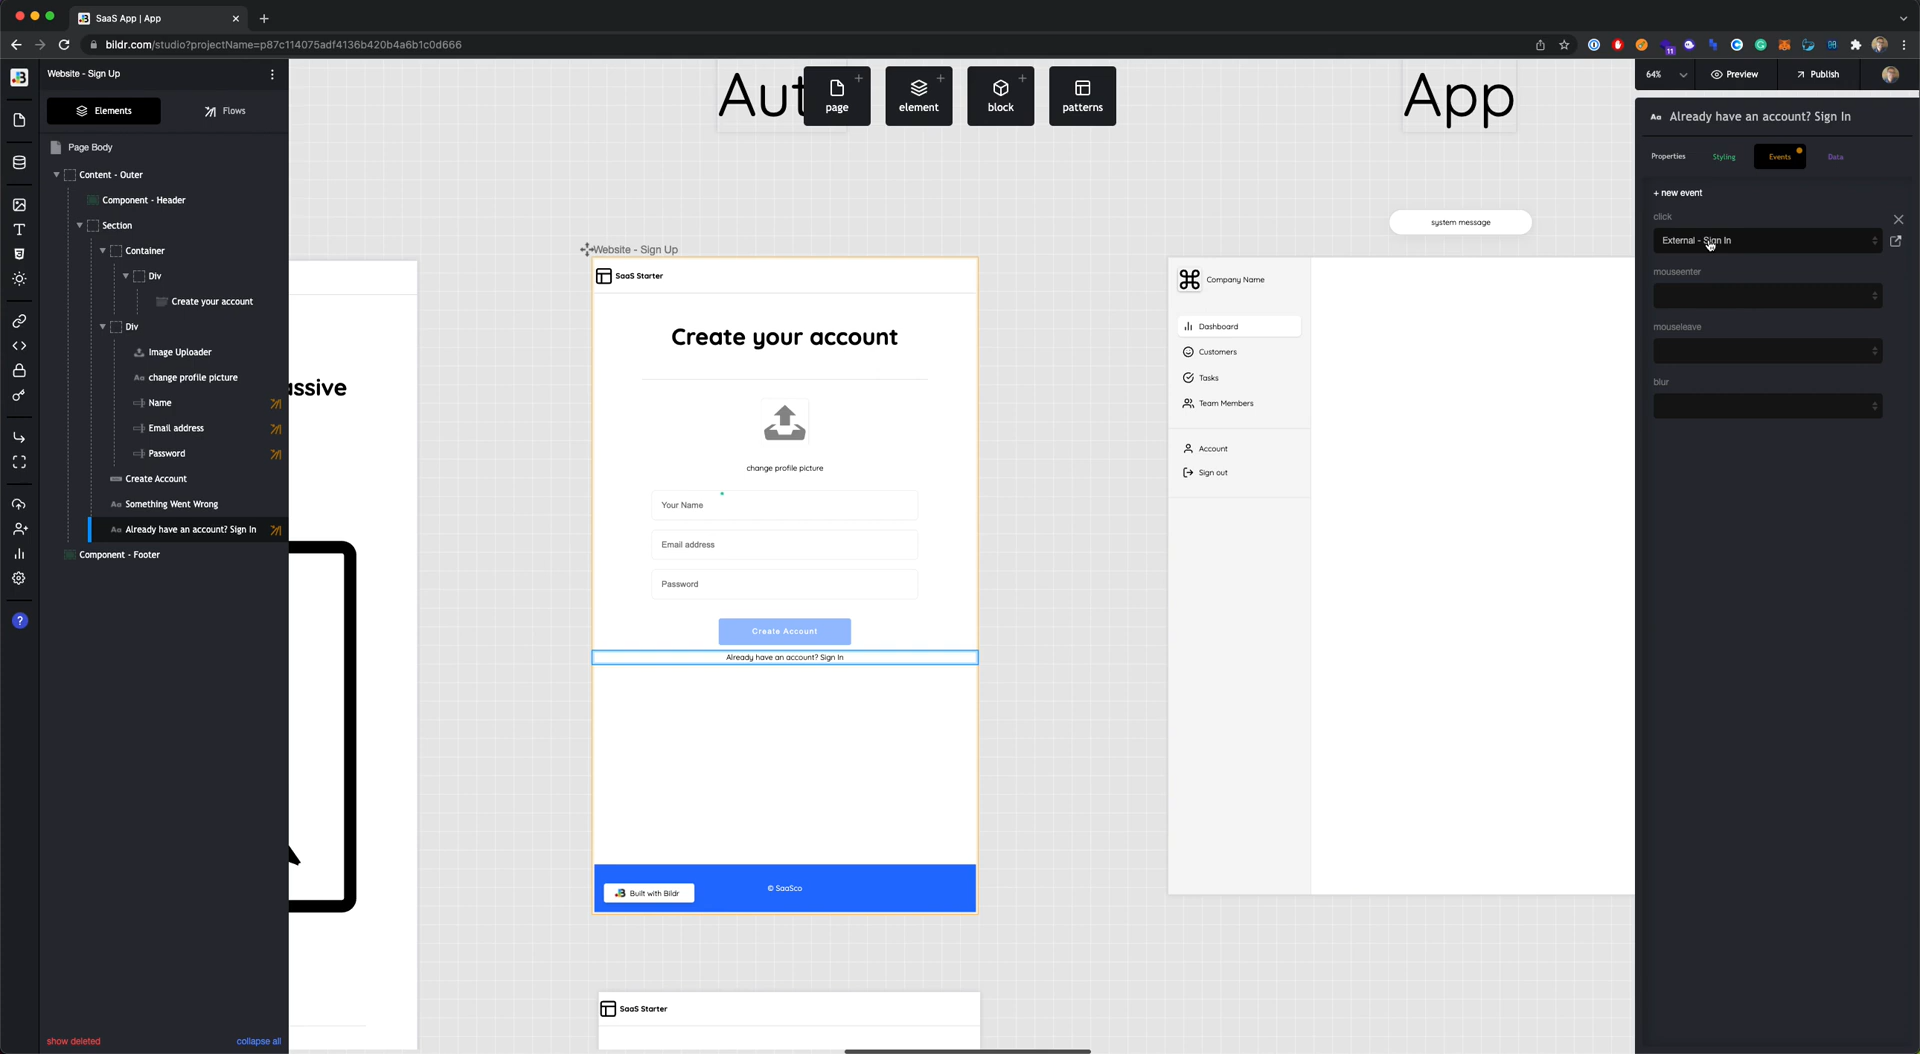 SaaS App | App
bildr.com/studio?projectName=p87c114075adf4136b420b4a6b1c0d666
11
Website - Sign Up
Elements
Flows
Page Body
Content - Outer
Component - Header
Section
Container
Div
Create your account
Div
Image Uploader
change profile picture
Name
Email address
Password
Create Account
Something Went Wrong
Already have an account? Sign In
Component - Footer
show deleted
collapse all
Aut
page
element
block
patterns
App
64%
Preview
Publish
system message
assive
Website - Sign Up
SaaS Starter
Create your account
change profile picture
Your Name
Email address
Password
Create Account
Already have an account? Sign In
Built with Bildr
© SaaSco
SaaS Starter
Company Name
Dashboard
Customers
Tasks
Team Members
Account
Sign out
Aa Already have an account? Sign In
Properties
Styling
Events
Data
+ new event
click
External - Sign In
mouseenter
mouseleave
blur